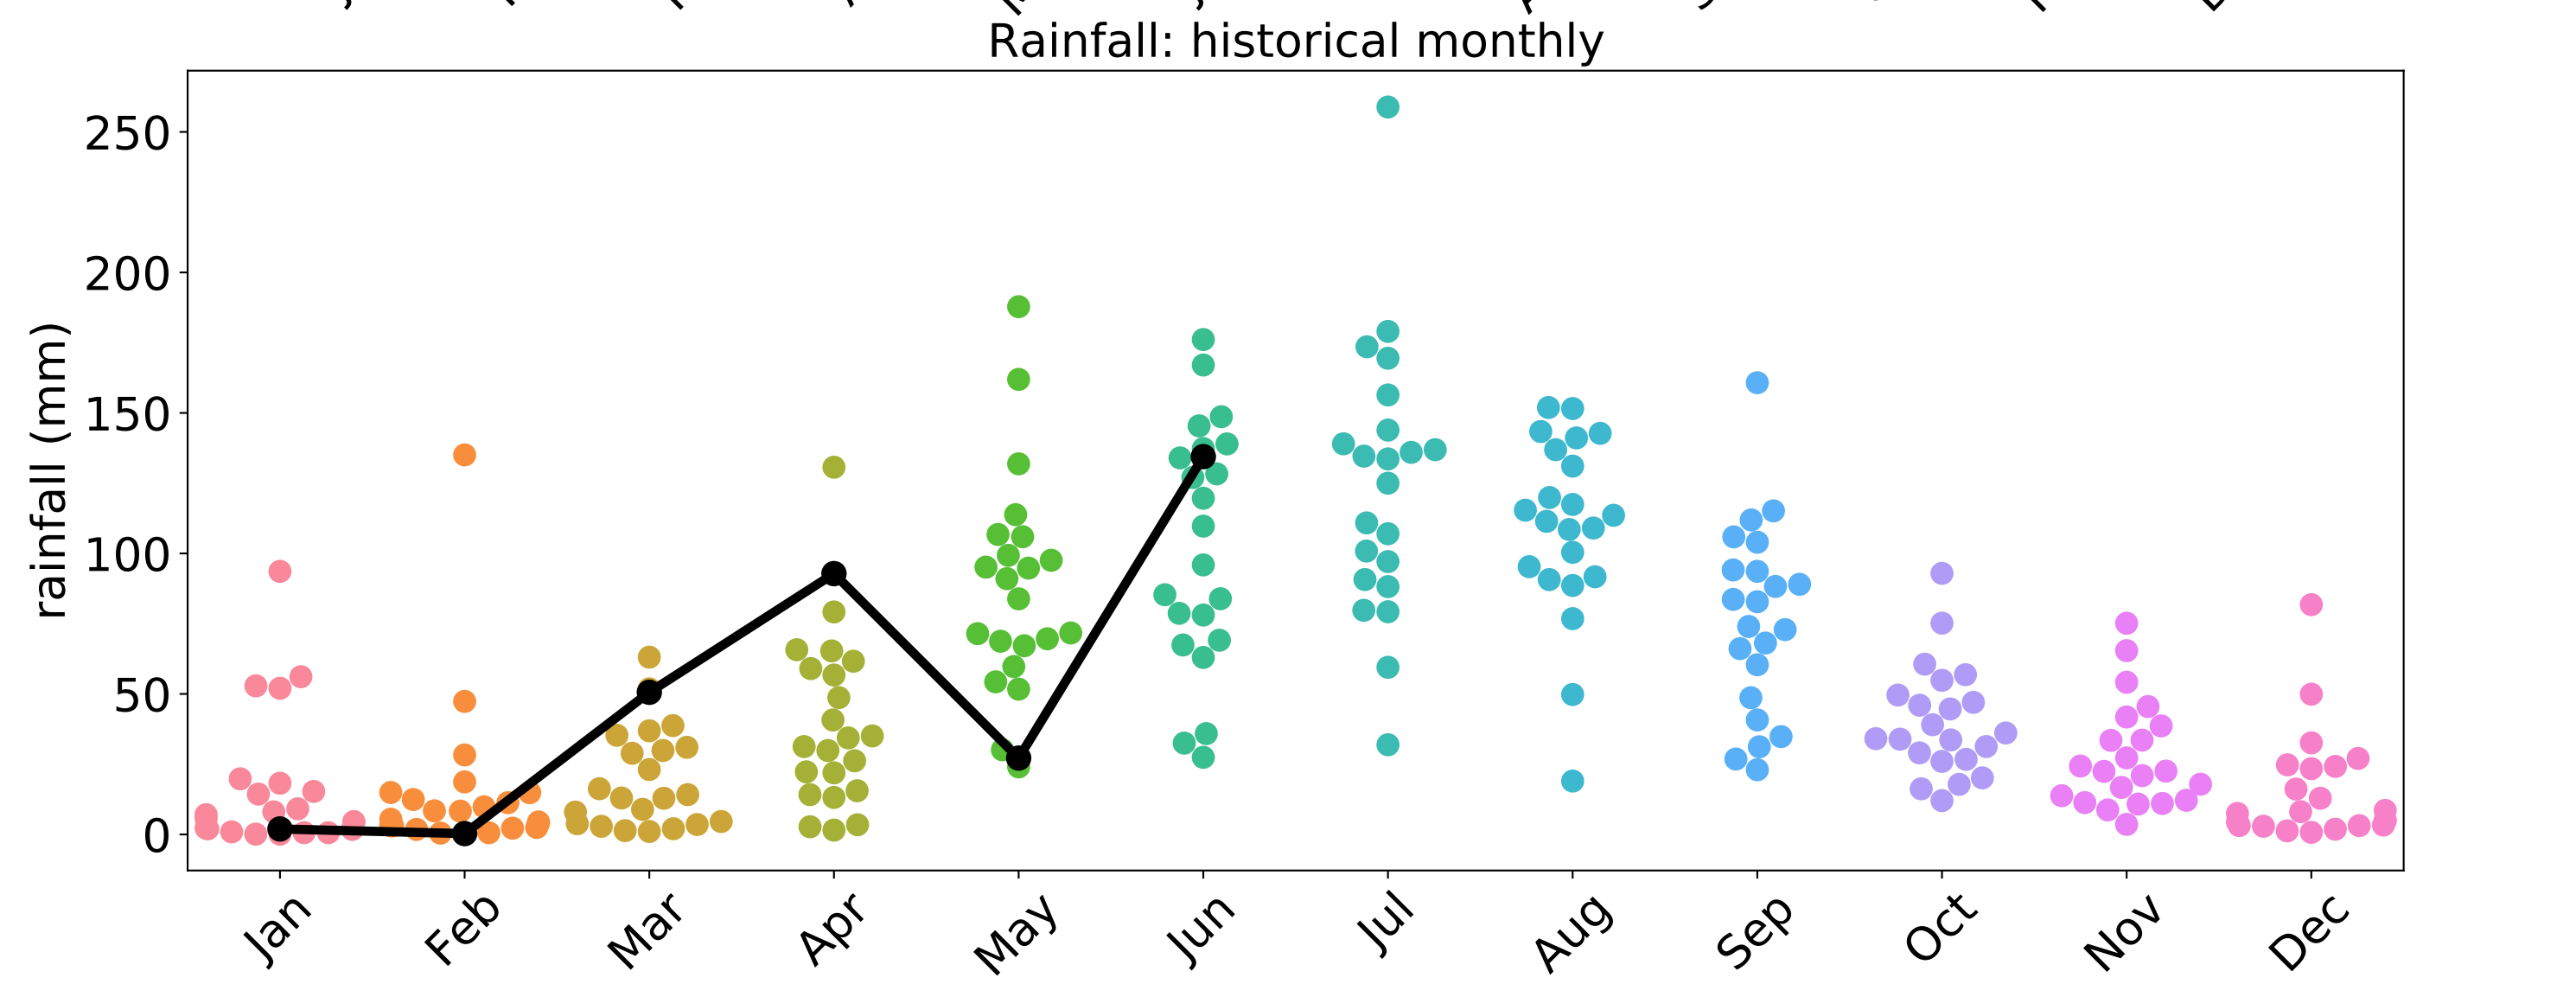 Rainfall: historical monthly
rainfall (mm)
250
200
150
100
50
0
Jan
Feb
Mar
Apr
May
Jun
Jul
Aug
Sep
Oct
Nov
Dec